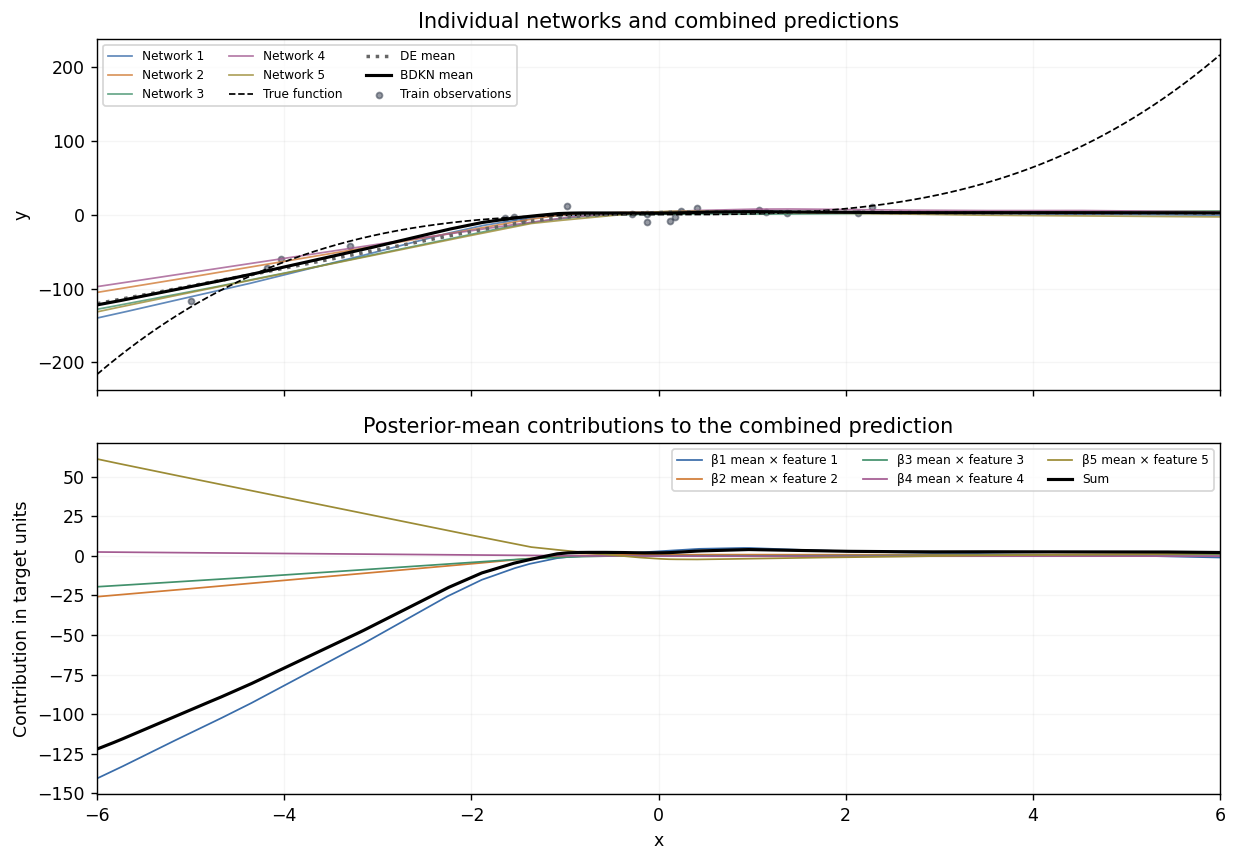 Individual networks and combined predictions
Network 1
Network 2
Network 3
Network 4
Network 5
True function
DE mean
BDKN mean
Train observations
200
100
0
−100
−200
y
Posterior-mean contributions to the combined prediction
β1 mean × feature 1
β2 mean × feature 2
β3 mean × feature 3
β4 mean × feature 4
β5 mean × feature 5
Sum
50
25
0
−25
−50
−75
−100
−125
−150
Contribution in target units
−6
−4
−2
0
2
4
6
x